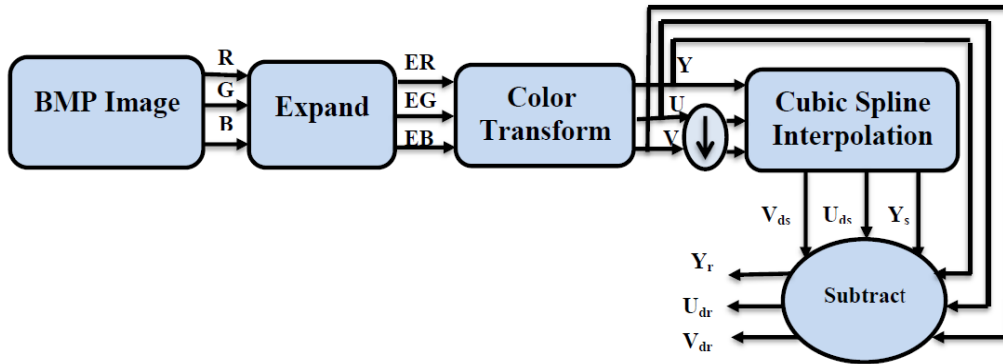 BMP Image
R
G
B
Expand
ER
EG
EB
Color
Transform
Y
U
V
Cubic Spline
Interpolation
Vds
Uds
Ys
Subtract
Yr
Udr
Vdr